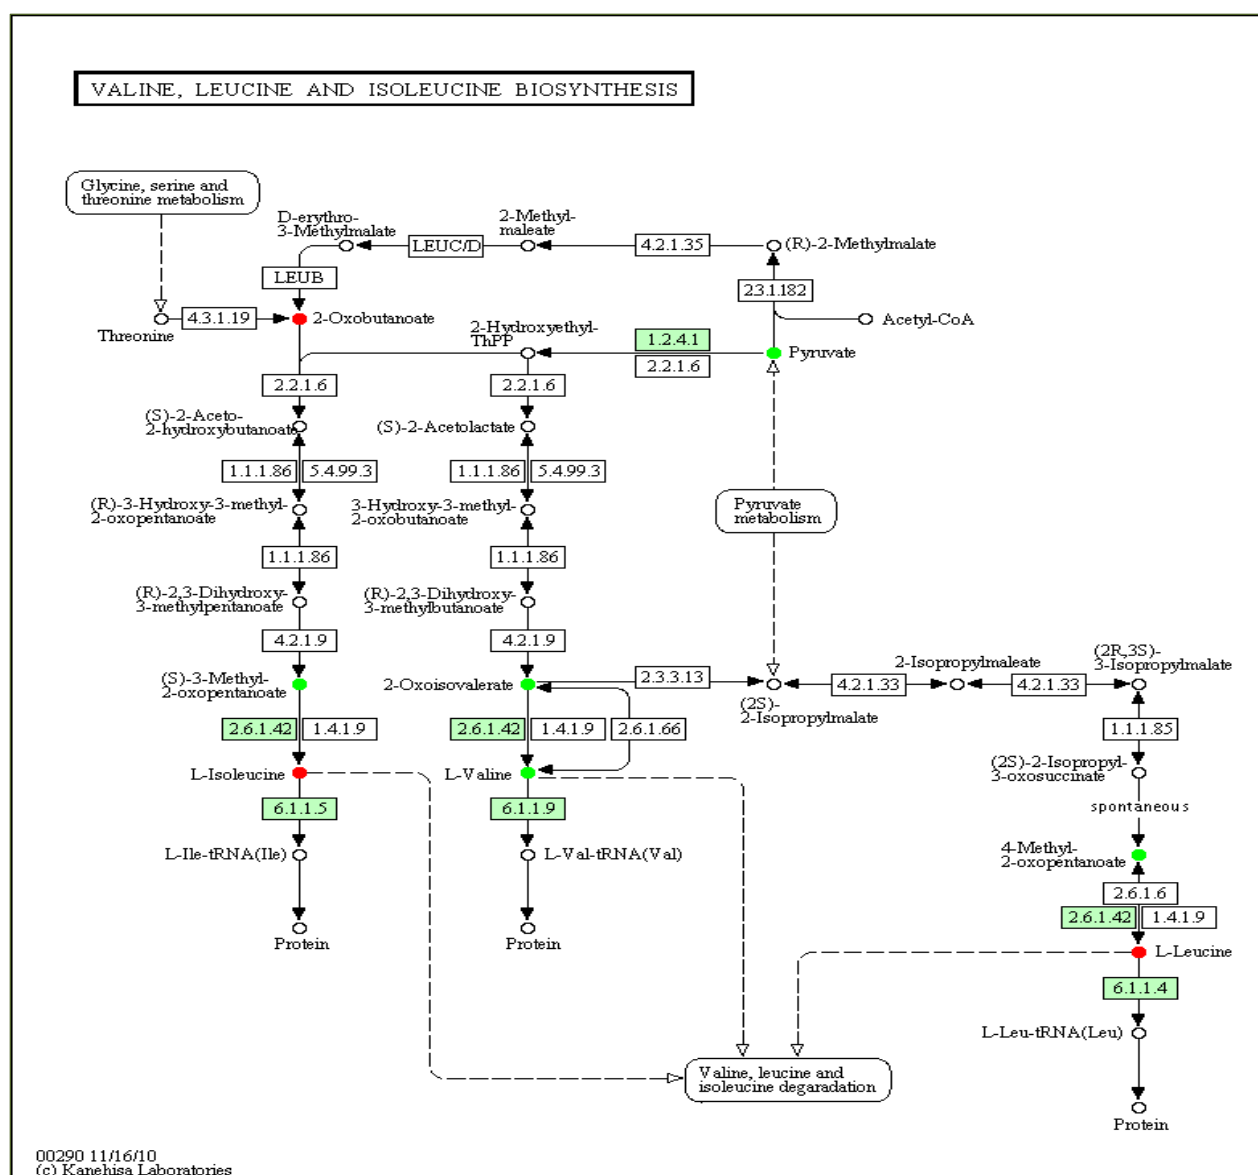 VALINE, LEUCINE AND ISOLEUCINE BIOSYNTHESIS
Glycine, serine and
threonine metabolism
D-erythro-
3-Methylmalate
2-Methyl-
maleate
LEUC/D
4.2.1.35
(R)-2-Methylmalate
LEUB
2.3.1.182
4.3.1.19
2-Oxobutanoate
Threonine
Acetyl-CoA
2-Hydroxyethyl-
ThPP
1.2.4.1
Pyruvate
2.2.1.6
2.2.1.6
2.2.1.6
(S)-2-Aceto-
2-hydroxybutanoate
(S)-2-Acetolactate
1.1.1.86
5.4.99.3
1.1.1.86
5.4.99.3
(R)-3-Hydroxy-3-methyl-
2-oxopentanoate
3-Hydroxy-3-methyl-
2-oxobutanoate
Pyruvate
metabolism
1.1.1.86
1.1.1.86
(R)-2,3-Dihydroxy-
3-methylpentanoate
(R)-2,3-Dihydroxy-
3-methylbutanoate
4.2.1.9
4.2.1.9
(S)-3-Methyl-
2-oxopentanoate
2-Oxoisovalerate
2.3.3.13
(2S)-
2-Isopropylmalate
4.2.1.33
2-Isopropylmaleate
4.2.1.33
(2R,3S)-
3-Isopropylmalate
2.6.1.42
1.4.1.9
2.6.1.42
1.4.1.9
2.6.1.66
1.1.1.85
L-Isoleucine
L-Valine
(2S)-2-Isopropyl-
3-oxosuccinate
6.1.1.5
6.1.1.9
spontaneous
L-Ile-tRNA(Ile)
L-Val-tRNA(Val)
4-Methyl-
2-oxopentanoate
2.6.1.6
2.6.1.42
1.4.1.9
Protein
Protein
L-Leucine
6.1.1.4
L-Leu-tRNA(Leu)
Valine, leucine and
isoleucine degaradation
Protein
00290 11/16/10
(c) Kanehisa Laboratories